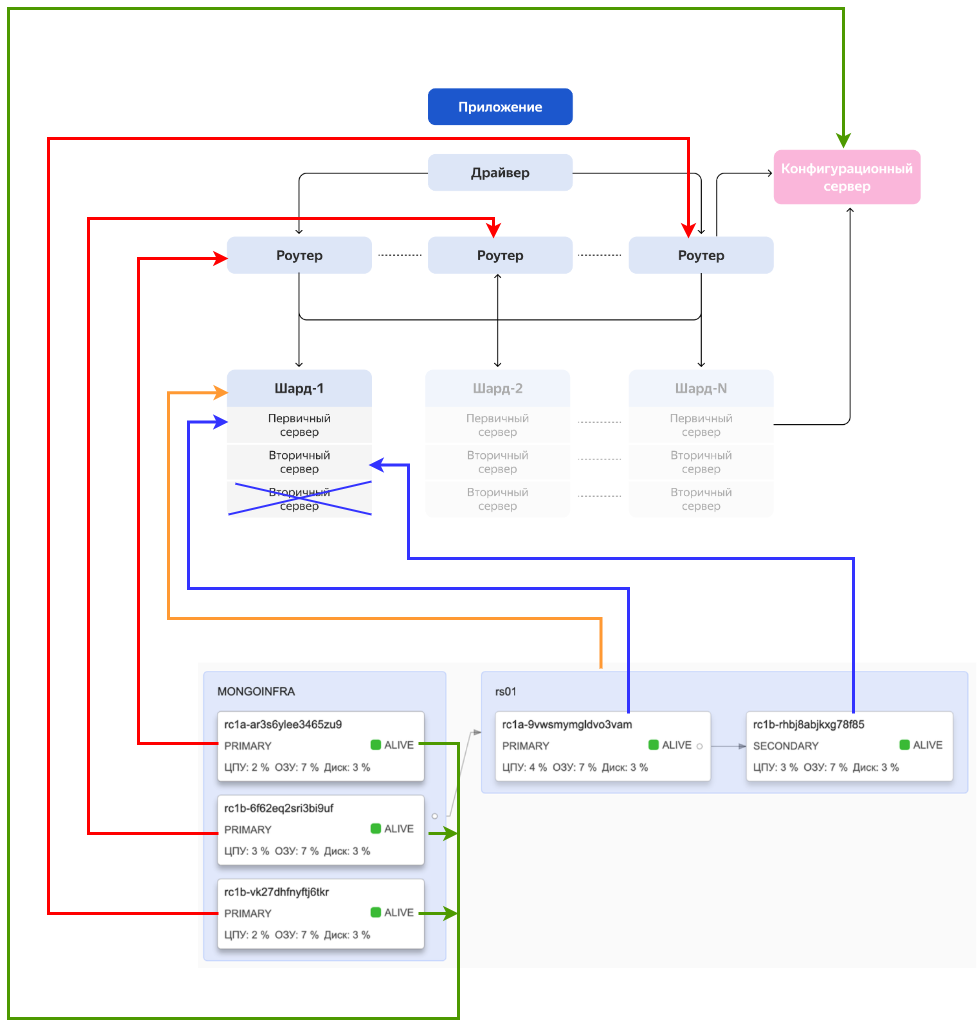 Приложение
Драйвер
Конфигурационный
сервер
Роутер
Роутер
Роутер
Шард-1
Первичный
сервер
Вторичный
сервер
Вторичный
сервер
Шард-2
Первичный
сервер
Вторичный
сервер
Вторичный
сервер
Шард-N
Первичный
сервер
Вторичный
сервер
Вторичный
сервер
MONGOINFRA
rc1a-ar3s6ylee3465zu9
PRIMARY
ALIVE
ЦПУ: 2 % ОЗУ: 7 % Диск: 3 %
rc1b-6f62eq2sri3bi9uf
PRIMARY
ALIVE
ЦПУ: 3 % ОЗУ: 7 % Диск: 3 %
rc1b-vk27dhfnyftj6tkr
PRIMARY
ALIVE
ЦПУ: 2 % ОЗУ: 7 % Диск: 3 %
rs01
rc1a-9vwsmymgldvo3vam
PRIMARY
ALIVE
ЦПУ: 4 % ОЗУ: 7 % Диск: 3 %
rc1b-rhbj8abjkxg78f85
SECONDARY
ALIVE
ЦПУ: 3 % ОЗУ: 7 % Диск: 3 %